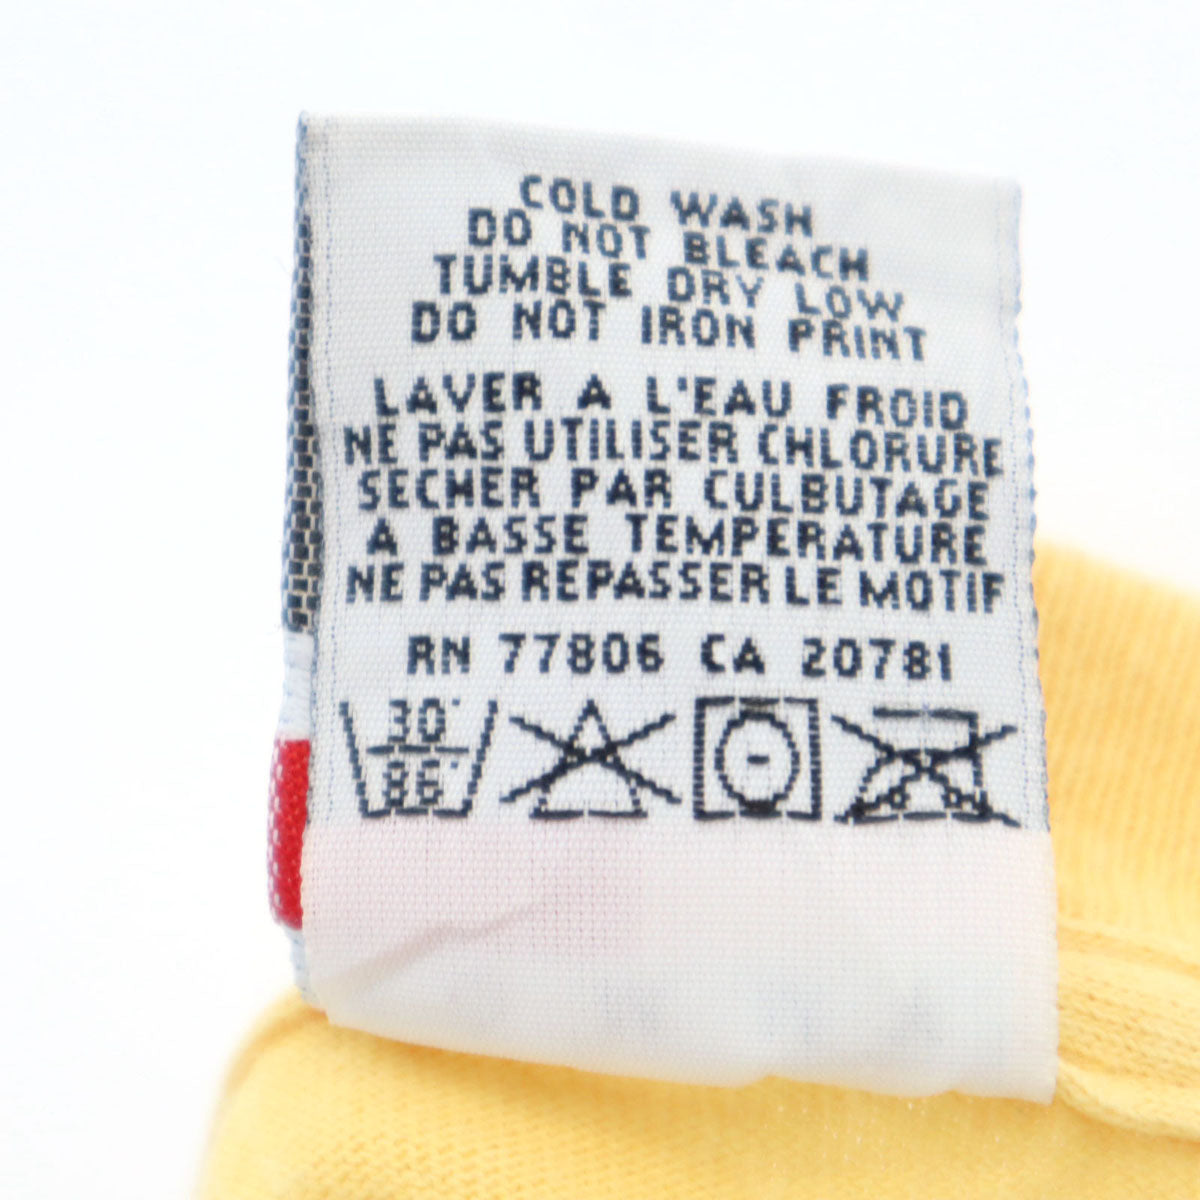 COLD WASH
DO NOT BLEACH
TUMBLE DRY LOW
DO NOT IRON PRINT
LAVER A L'EAU FROID
NE PAS UTILISER CHLORURE
SECHER PAR CULBUTAGE
A BASSE TEMPERATURE
NE PAS REPASSER LE MOTIF
RN 77806 CA 20781
30°
86°